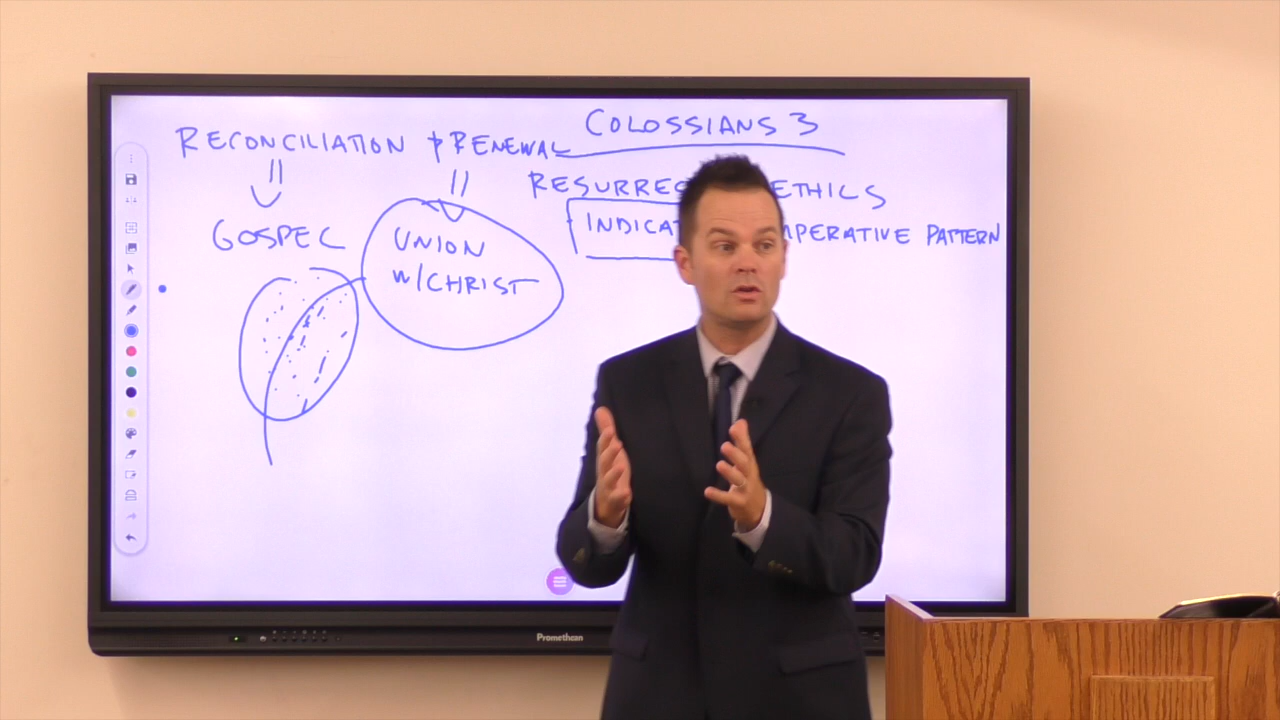 COLOSSIANS 3
RECONCILIATION & RENEWAL
RESURREC ETHICS
GOSPEL
UNION
W/CHRIST
INDICAT MPERATIVE PATTERN
Promethean